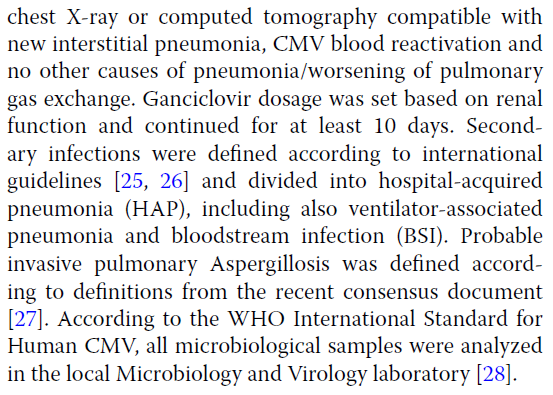 chest X-ray or computed tomography compatible with
new interstitial pneumonia, CMV blood reactivation and
no other causes of pneumonia/worsening of pulmonary
gas exchange. Ganciclovir dosage was set based on renal
function and continued for at least 10 days. Second-
ary infections were defined according to international
guidelines [25, 26] and divided into hospital-acquired
pneumonia (HAP), including also ventilator-associated
pneumonia and bloodstream infection (BSI). Probable
invasive pulmonary Aspergillosis was defined accord-
ing to definitions from the recent consensus document
[27]. According to the WHO International Standard for
Human CMV, all microbiological samples were analyzed
in the local Microbiology and Virology laboratory [28].